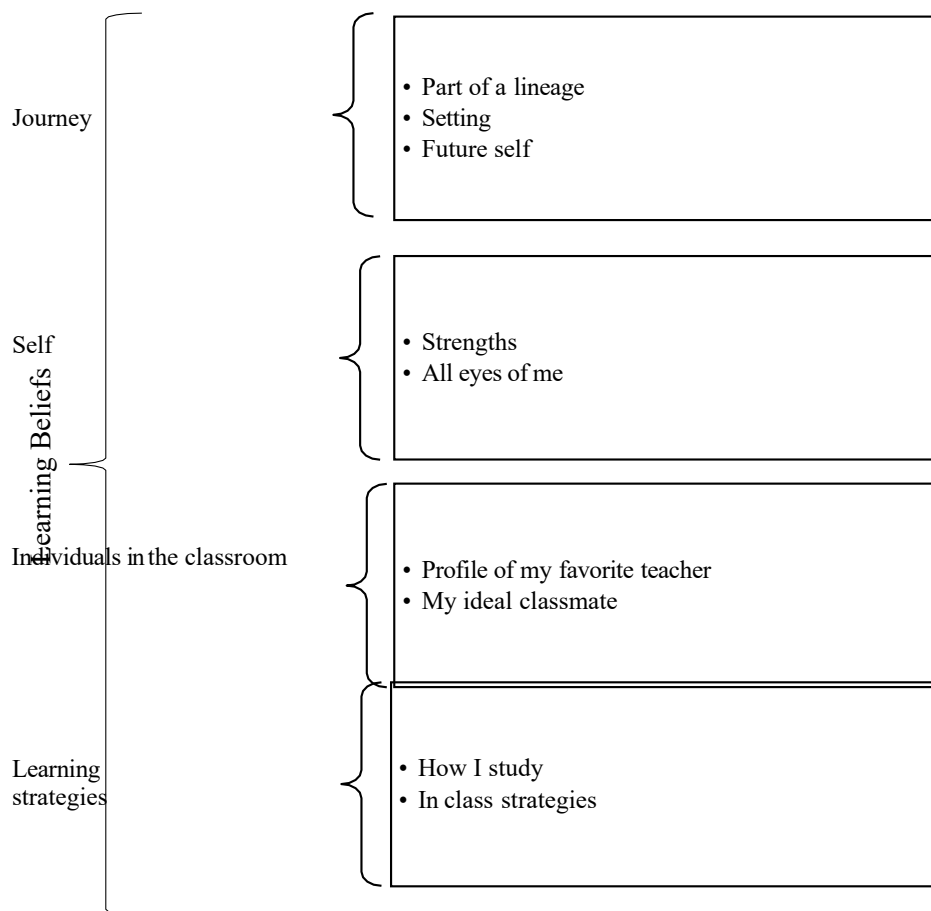 Learning Beliefs
Journey
• Part of a lineage
• Setting
• Future self
Self
• Strengths
• All eyes of me
Individuals in the classroom
• Profile of my favorite teacher
• My ideal classmate
Learning
strategies
• How I study
• In class strategies